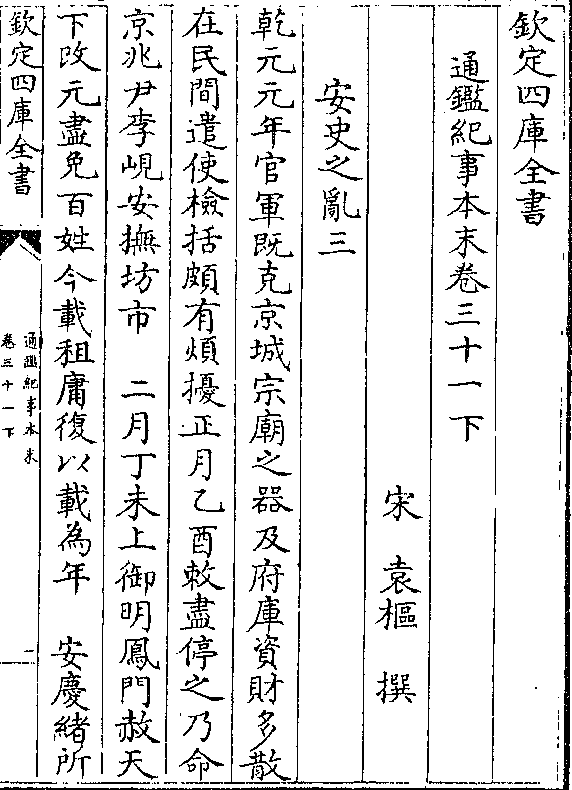 欽定四庫全書
通鑑紀事本末卷三十一下
宋 袁樞 撰
安史之亂三
乾元元年官軍既克京城宗廟之器及府庫資財多散
在民間遣使檢括頗有煩擾正月乙酉敕盡停之乃命
京兆尹李峴安撫坊市 二月丁未上御明鳳門赦天
下改元盡免百姓今載租庸復以載為年 安慶緒所
欽定四庫全書
通鑑紀事本末
卷三十一下
一